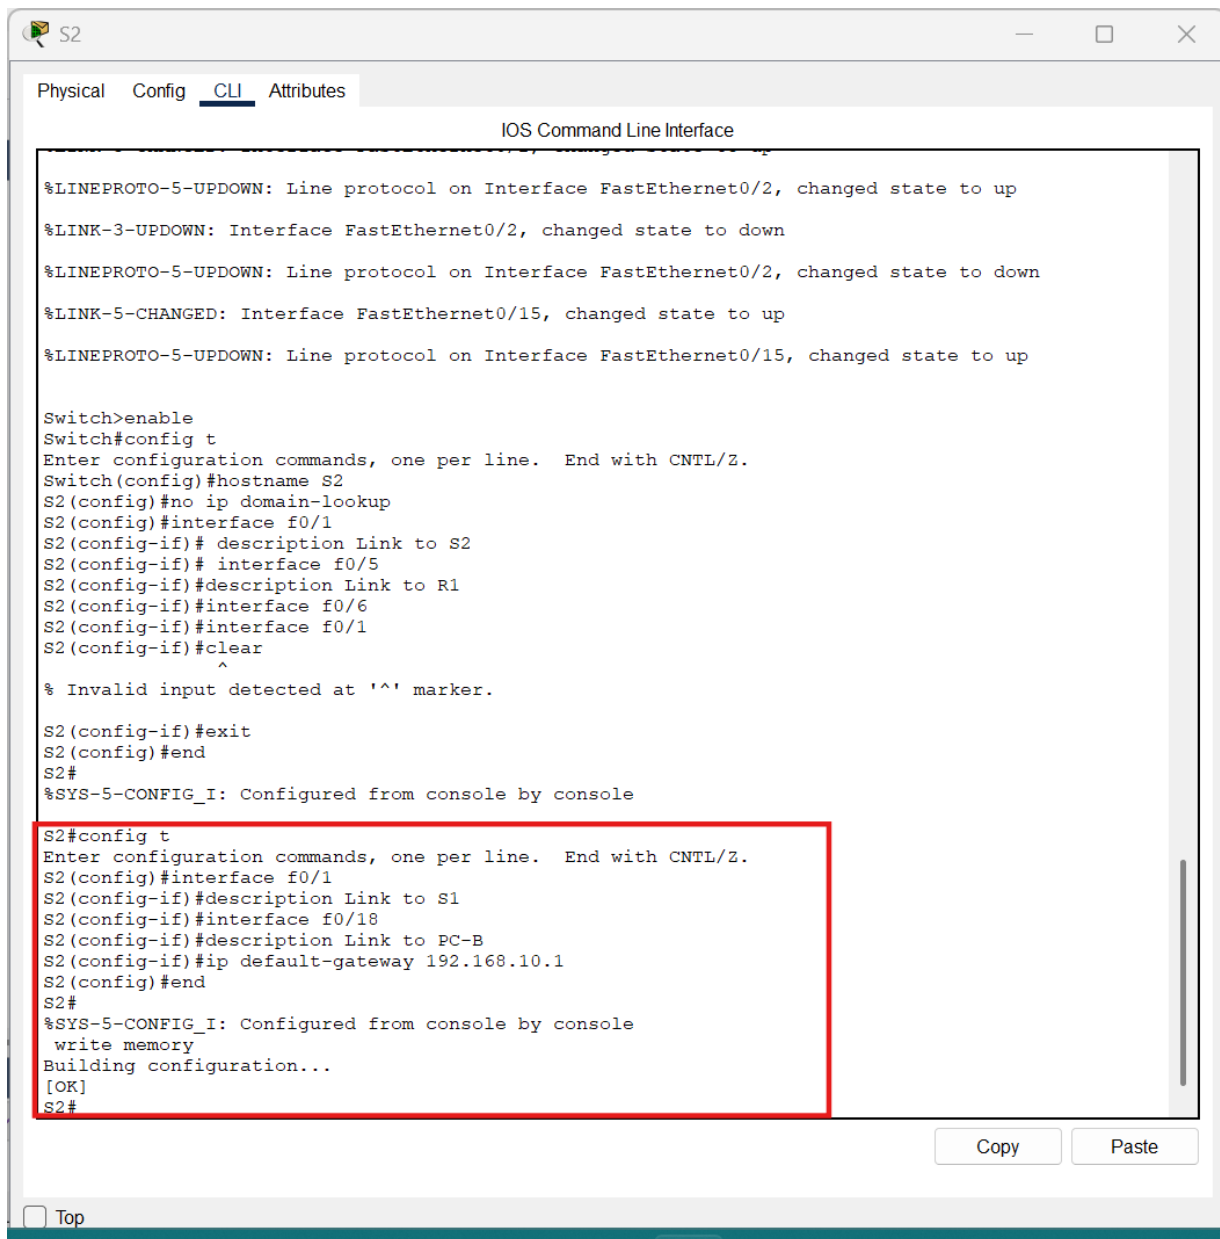 S2
Physical Config CLI Attributes
IOS Command Line Interface
%LINEPROTO-5-UPDOWN: Line protocol on Interface FastEthernet0/2, changed state to up
%LINK-3-UPDOWN: Interface FastEthernet0/2, changed state to down
%LINEPROTO-5-UPDOWN: Line protocol on Interface FastEthernet0/2, changed state to down
%LINK-5-CHANGED: Interface FastEthernet0/15, changed state to up
%LINEPROTO-5-UPDOWN: Line protocol on Interface FastEthernet0/15, changed state to up
Switch>enable
Switch#config t
Enter configuration commands, one per line.  End with CNTL/Z.
Switch(config)#hostname S2
S2(config)#no ip domain-lookup
S2(config)#interface f0/1
S2(config-if)# description Link to S2
S2(config-if)# interface f0/5
S2(config-if)#description Link to R1
S2(config-if)#interface f0/6
S2(config-if)#interface f0/1
S2(config-if)#clear
^
% Invalid input detected at '^' marker.
S2(config-if)#exit
S2(config)#end
S2#
%SYS-5-CONFIG_I: Configured from console by console
S2#config t
Enter configuration commands, one per line.  End with CNTL/Z.
S2(config)#interface f0/1
S2(config-if)#description Link to S1
S2(config-if)#interface f0/18
S2(config-if)#description Link to PC-B
S2(config-if)#ip default-gateway 192.168.10.1
S2(config)#end
S2#
%SYS-5-CONFIG_I: Configured from console by console
write memory
Building configuration...
[OK]
S2#
Copy Paste
Top